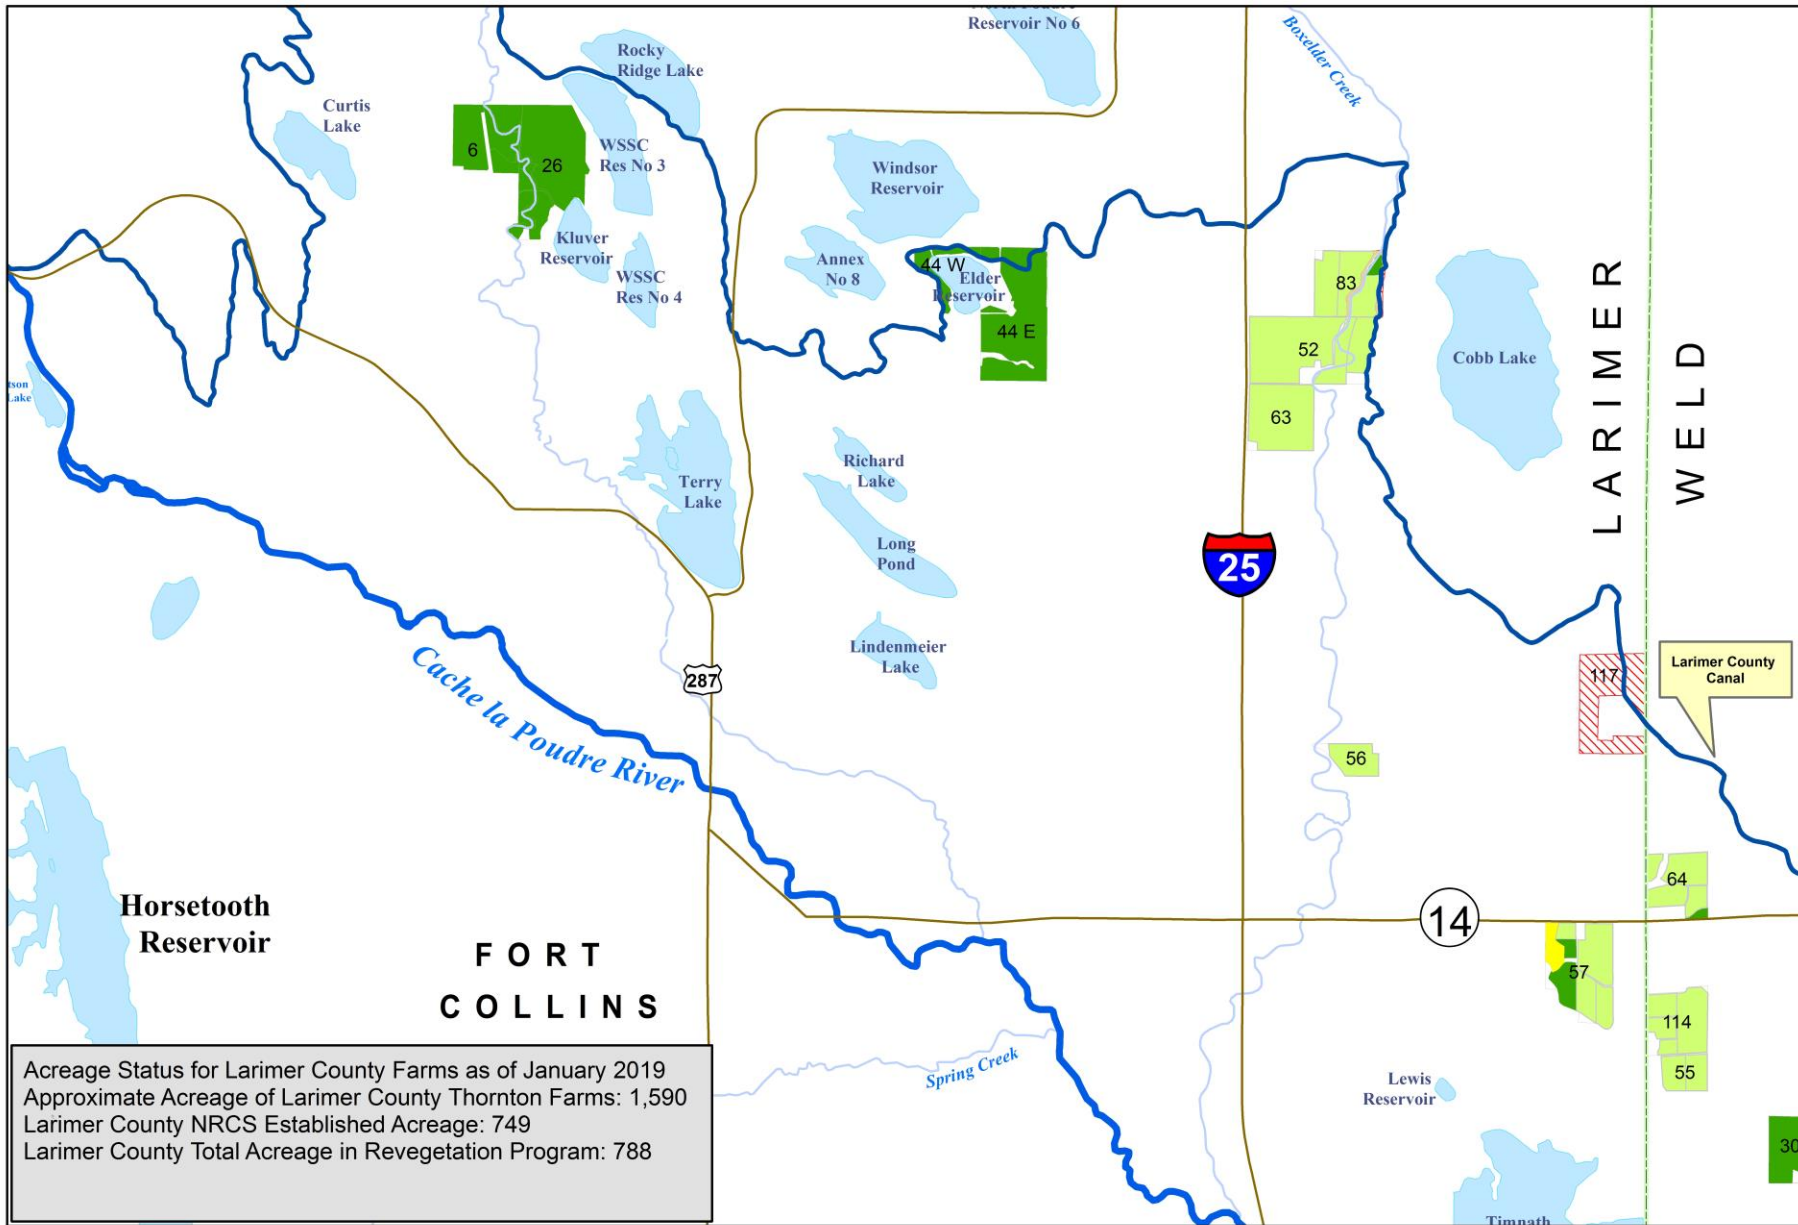 Reservoir No 6
Boxelder Creek
Rocky
Ridge Lake
Curtis
Lake
WSSC
Res No 3
6
26
Windsor
Reservoir
Kluver
Reservoir
WSSC
Res No 4
Annex
No 8
44 W
Elder
Reservoir
44 E
83
52
63
Cobb Lake
LARIMER
WELD
Lake
Terry
Lake
Richard
Lake
Long
Pond
25
Lindenmeier
Lake
287
Cache la Poudre River
117
Larimer County
Canal
56
64
Horsetooth
Reservoir
FORT
COLLINS
14
57
114
55
Spring Creek
Lewis
Reservoir
30
Timnath
Acreage Status for Larimer County Farms as of January 2019
Approximate Acreage of Larimer County Thornton Farms: 1,590
Larimer County NRCS Established Acreage: 749
Larimer County Total Acreage in Revegetation Program: 788